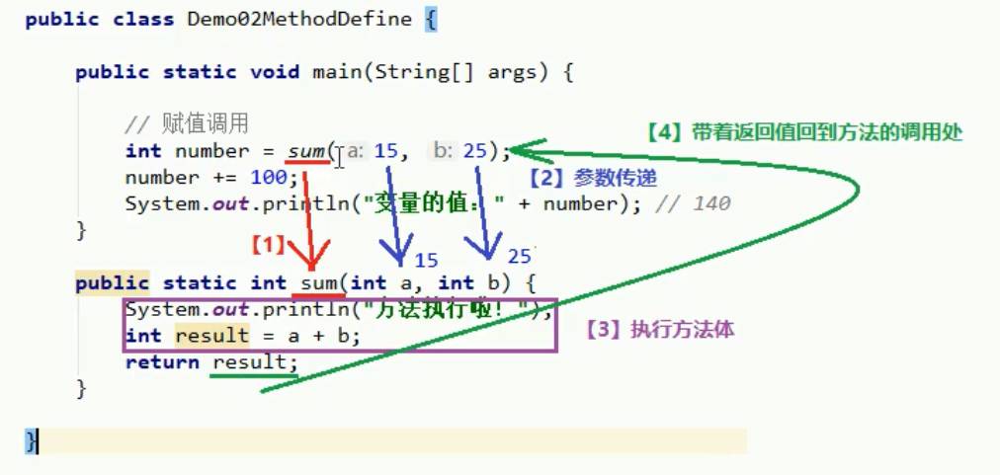 public class Demo02MethodDefine {
public static void main(String[] args) {
// 赋值调用
int number = sum( a: 15, b: 25);
【4】带着返回值回到方法的调用处
number += 100;
【2】参数传递
System.out.println("变量的值：" + number); // 140
}
【1】
15 25
public static int sum(int a, int b) {
System.out.println("方法执行啦！");
int result = a + b;
【3】执行方法体
return result;
}
}